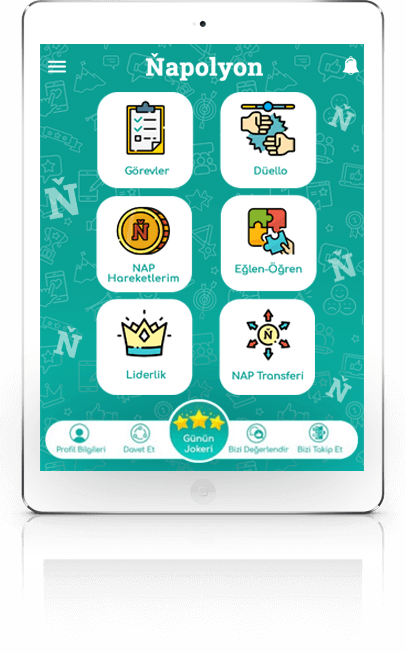 Ňapolyon
Görevler
Düello
NAP
Hareketlerim
Eğlen-Öğren
Liderlik
NAP Transferi
Profil Bilgileri
Davet Et
Günün
Jokeri
Bizi Değerlendir
Bizi Takip Et